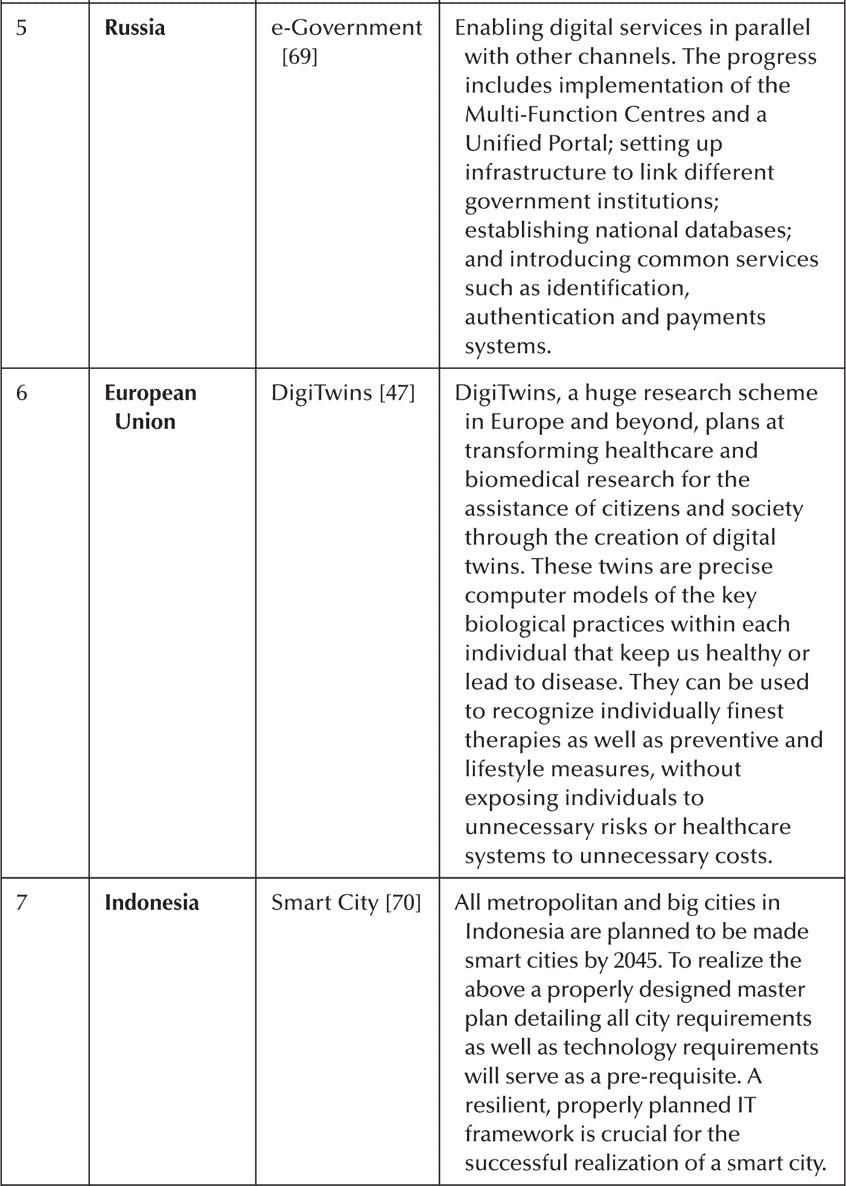 5
Russia
e-Government
[69]
Enabling digital services in parallel
with other channels. The progress
includes implementation of the
Multi-Function Centres and a
Unified Portal; setting up
infrastructure to link different
government institutions;
establishing national databases;
and introducing common services
such as identification,
authentication and payments
systems.
6
European
Union
DigiTwins [47]
DigiTwins, a huge research scheme
in Europe and beyond, plans at
transforming healthcare and
biomedical research for the
assistance of citizens and society
through the creation of digital
twins. These twins are precise
computer models of the key
biological practices within each
individual that keep us healthy or
lead to disease. They can be used
to recognize individually finest
therapies as well as preventive and
lifestyle measures, without
exposing individuals to
unnecessary risks or healthcare
systems to unnecessary costs.
7
Indonesia
Smart City [70]
All metropolitan and big cities in
Indonesia are planned to be made
smart cities by 2045. To realize the
above a properly designed master
plan detailing all city requirements
as well as technology requirements
will serve as a pre-requisite. A
resilient, properly planned IT
framework is crucial for the
successful realization of a smart city.